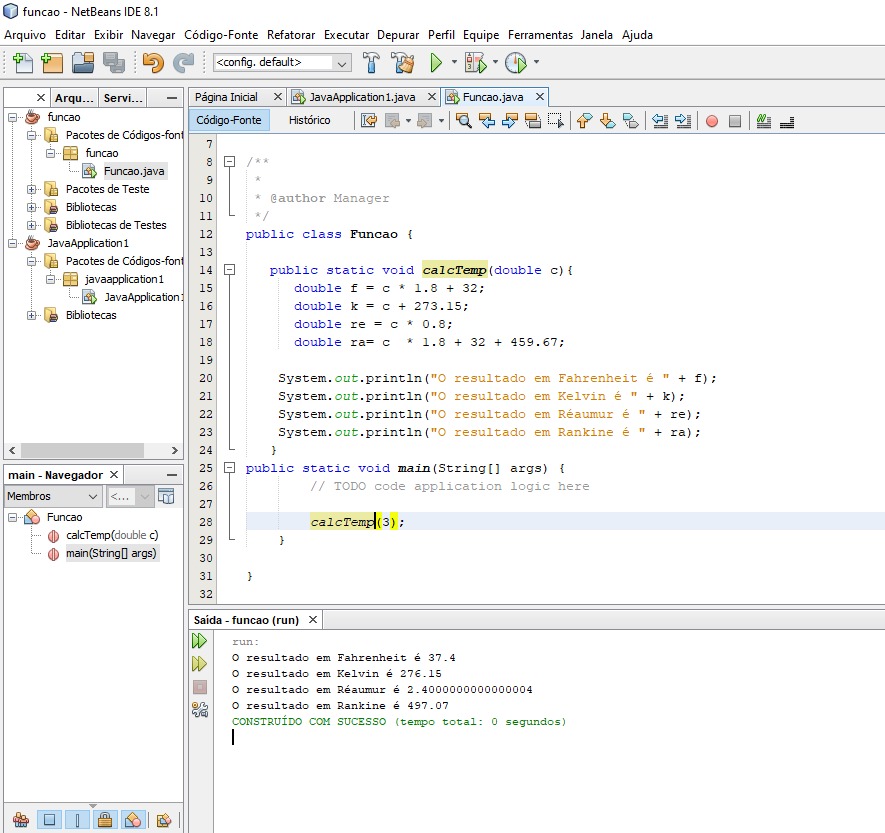 funcao - NetBeans IDE 8.1
Arquivo Editar Exibir Navegar Código-Fonte Refatorar Executar Depurar Perfil Equipe Ferramentas Janela Ajuda
<config. default>
Arqu... Servi...
funcao
Pacotes de Códigos-font
funcao
Funcao.java
Pacotes de Teste
Bibliotecas
Bibliotecas de Testes
JavaApplication1
Pacotes de Códigos-font
javaapplication1
JavaApplication1
Bibliotecas
main - Navegador
Membros <...
Funcao
calcTemp(double c)
main(String[] args)
Página Inicial JavaApplication1.java Funcao.java
Código-Fonte Histórico
7
8 /**
9 *
10 * @author Manager
11 */
12 public class Funcao {
13
14 public static void calcTemp(double c){
15 double f = c * 1.8 + 32;
16 double k = c + 273.15;
17 double re = c * 0.8;
18 double ra= c  * 1.8 + 32 + 459.67;
19
20 System.out.println("O resultado em Fahrenheit é " + f);
21 System.out.println("O resultado em Kelvin é " + k);
22 System.out.println("O resultado em Réaumur é " + re);
23 System.out.println("O resultado em Rankine é " + ra);
24 }
25 public static void main(String[] args) {
26 // TODO code application logic here
27
28 calcTemp(3);
29 }
30
31 }
32
Saída - funcao (run)
run:
O resultado em Fahrenheit é 37.4
O resultado em Kelvin é 276.15
O resultado em Réaumur é 2.4000000000000004
O resultado em Rankine é 497.07
CONSTRUÍDO COM SUCESSO (tempo total: 0 segundos)